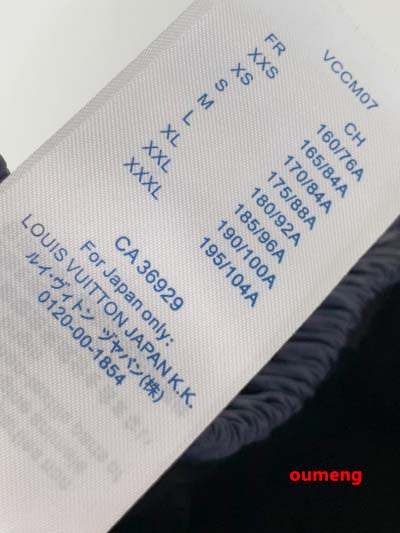 VCCM07
FR CH
XXS 160/76A
XS 165/84A
S 170/84A
M 175/88A
L 180/92A
XL 185/96A
XXL 190/100A
XXXL 195/104A
CA 36929
For Japan only:
LOUIS VUITTON JAPAN K.K.
ルイ・ヴィトン ヅャパン(株)
0120-00-1854
oumeng